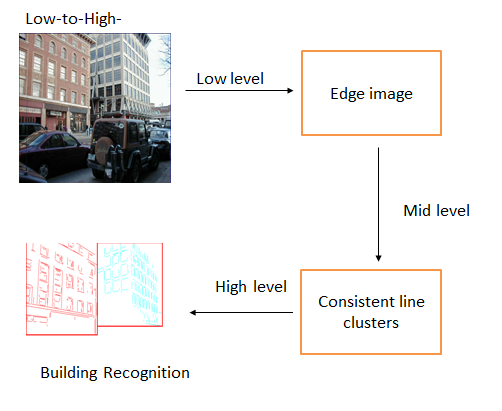 Low-to-High-
Low level
Edge image
Mid level
High level
Consistent line
clusters
Building Recognition